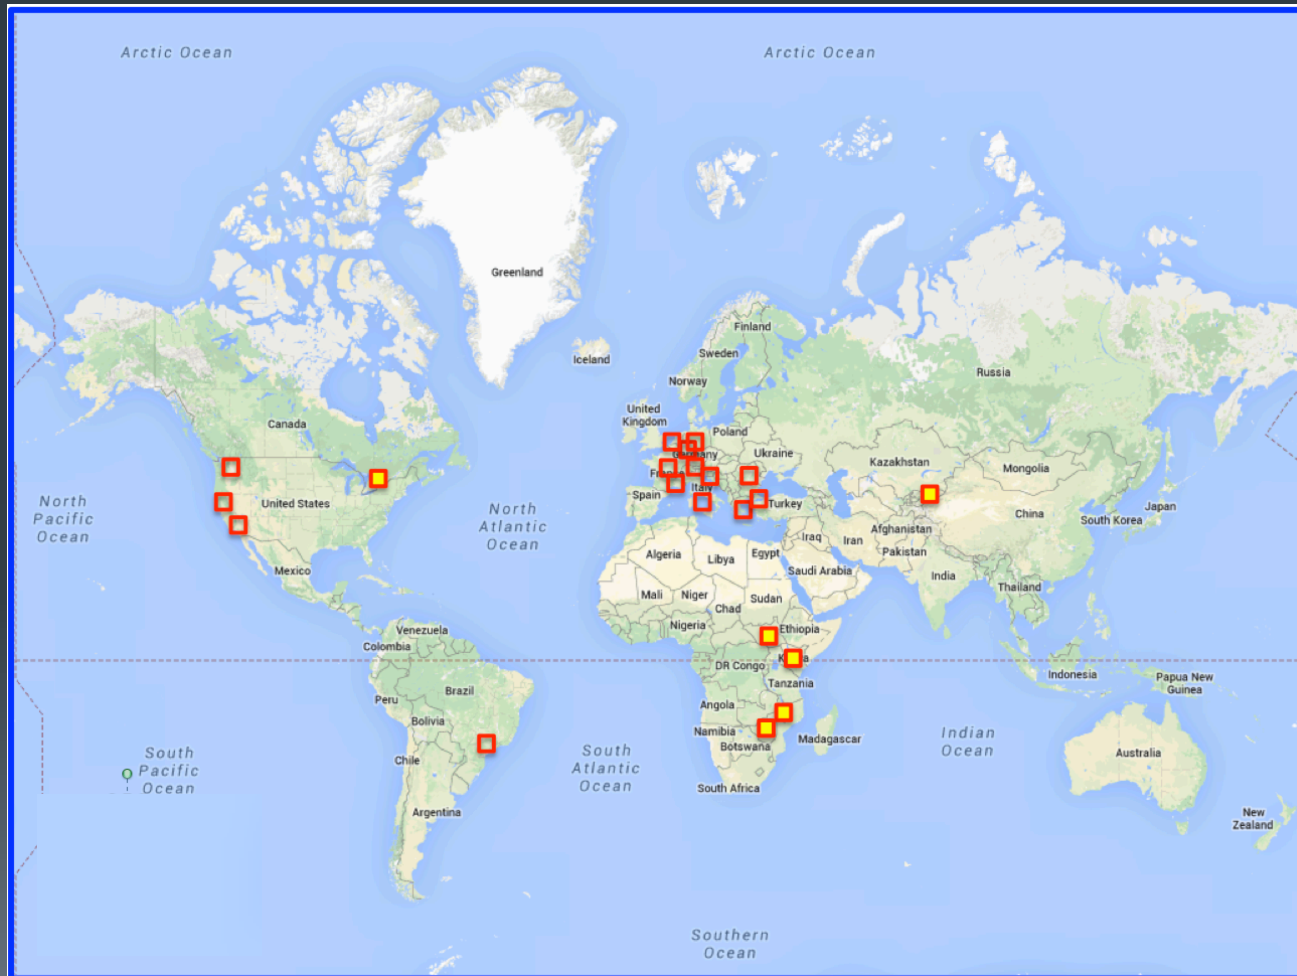 Arctic Ocean
Arctic Ocean
Greenland
Finland
Iceland
Sweden
Russia
Norway
United
Kingdom
Canada
Poland
Germany
Ukraine
Kazakhstan
Mongolia
Italy
Spain
United States
Turkey
North
Pacific
Ocean
North
Atlantic
Ocean
China
Japan
South Korea
Afghanistan
Iraq
Iran
Pakistan
Algeria
Libya
Egypt
Saudi Arabia
Mexico
India
Thailand
Mali
Niger
Sudan
Chad
Nigeria
Ethiopia
Venezuela
Colombia
DR Congo
Tanzania
Indonesia
Papua New
Guinea
Peru
Brazil
Angola
Bolivia
Namibia
Botswana
Madagascar
Indian
Ocean
Australia
Chile
South
Pacific
Ocean
South
Atlantic
Ocean
South Africa
Argentina
New
Zealand
Southern
Ocean